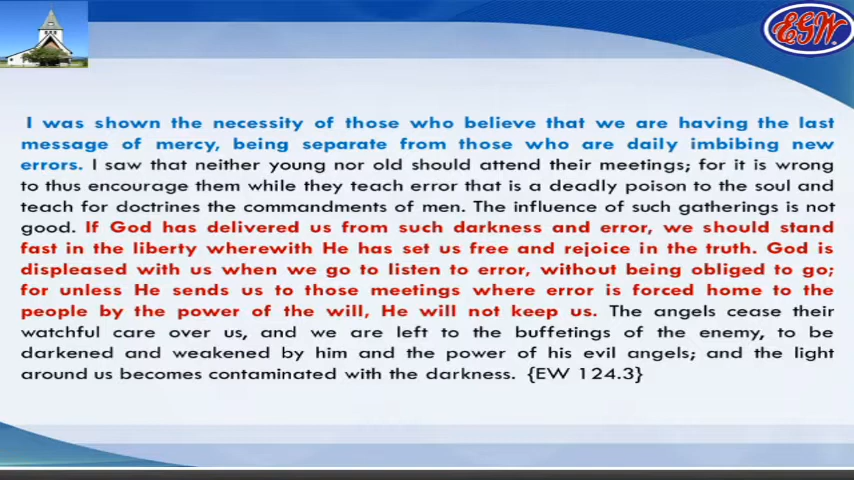 EGW
I was shown the necessity of those who believe that we are having the last
message of mercy, being separate from those who are daily imbibing new
errors. I saw that neither young nor old should attend their meetings; for it is wrong
to thus encourage them while they teach error that is a deadly poison to the soul and
teach for doctrines the commandments of men. The influence of such gatherings is not
good. If God has delivered us from such darkness and error, we should stand
fast in the liberty wherewith He has set us free and rejoice in the truth. God is
displeased with us when we go to listen to error, without being obliged to go;
for unless He sends us to those meetings where error is forced home to the
people by the power of the will, He will not keep us. The angels cease their
watchful care over us, and we are left to the buffetings of the enemy, to be
darkened and weakened by him and the power of his evil angels; and the light
around us becomes contaminated with the darkness. {EW 124.3}